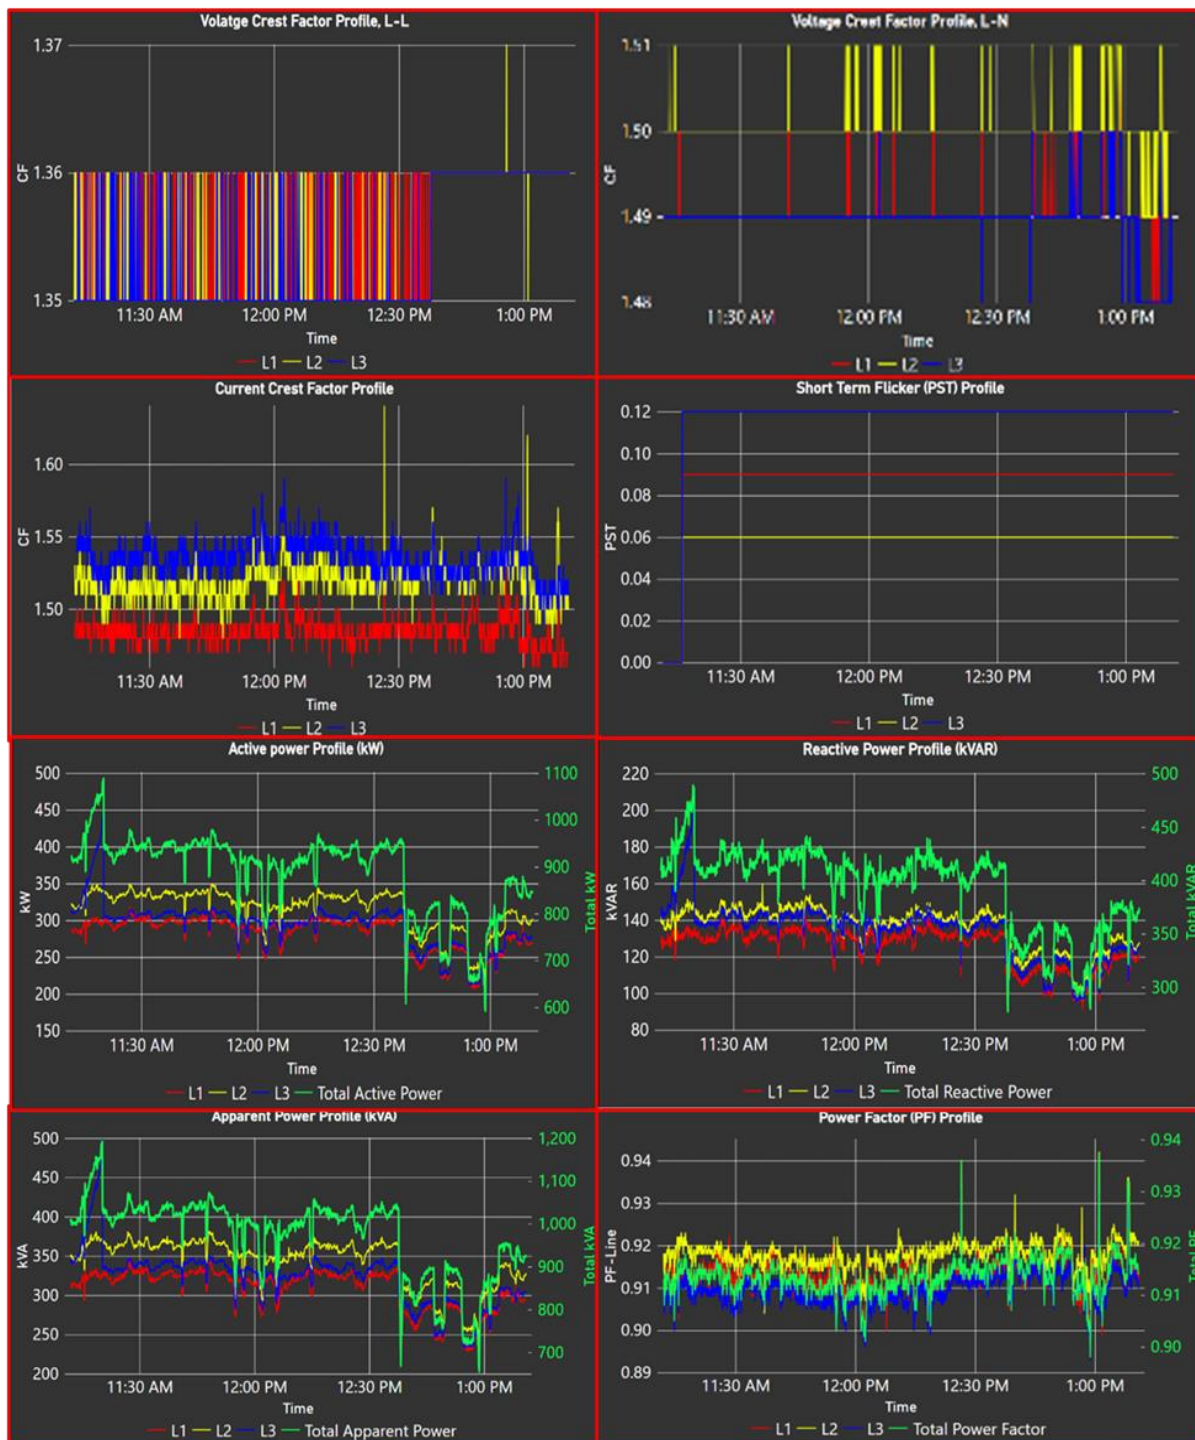 Volatge Crest Factor Profile, L-L
1.37
1.36
1.35
CF
11:30 AM 12:00 PM 12:30 PM 1:00 PM
Time
L1 L2 L3
Voltage Crest Factor Profile, L-N
1.51
1.50
1.49
1.48
CF
11:30 AM 12:00 PM 12:30 PM 1:00 PM
Time
L1 L2 L3
Current Crest Factor Profile
1.60
1.55
1.50
CF
11:30 AM 12:00 PM 12:30 PM 1:00 PM
Time
L1 L2 L3
Short Term Flicker (PST) Profile
0.12
0.10
0.08
0.06
0.04
0.02
0.00
PST
11:30 AM 12:00 PM 12:30 PM 1:00 PM
Time
L1 L2 L3
Active power Profile (kW)
500 1100
450 1000
400 900
350 800
300 700
250 600
200
150
kW
Total kW
11:30 AM 12:00 PM 12:30 PM 1:00 PM
Time
L1 L2 L3 Total Active Power
Reactive Power Profile (kVAR)
220 500
200 450
180 400
160 350
140 300
120
100
80
kVAR
Total kVAR
11:30 AM 12:00 PM 12:30 PM 1:00 PM
Time
L1 L2 L3 Total Reactive Power
Apparent Power Profile (kVA)
500 1,200
450 1,100
400 1,000
350 900
300 800
250 700
200
kVA
Total kVA
11:30 AM 12:00 PM 12:30 PM 1:00 PM
Time
L1 L2 L3 Total Apparent Power
Power Factor (PF) Profile
0.94 0.94
0.93 0.93
0.92 0.92
0.91 0.91
0.90 0.90
0.89
PF-Line
Total PF
11:30 AM 12:00 PM 12:30 PM 1:00 PM
Time
L1 L2 L3 Total Power Factor